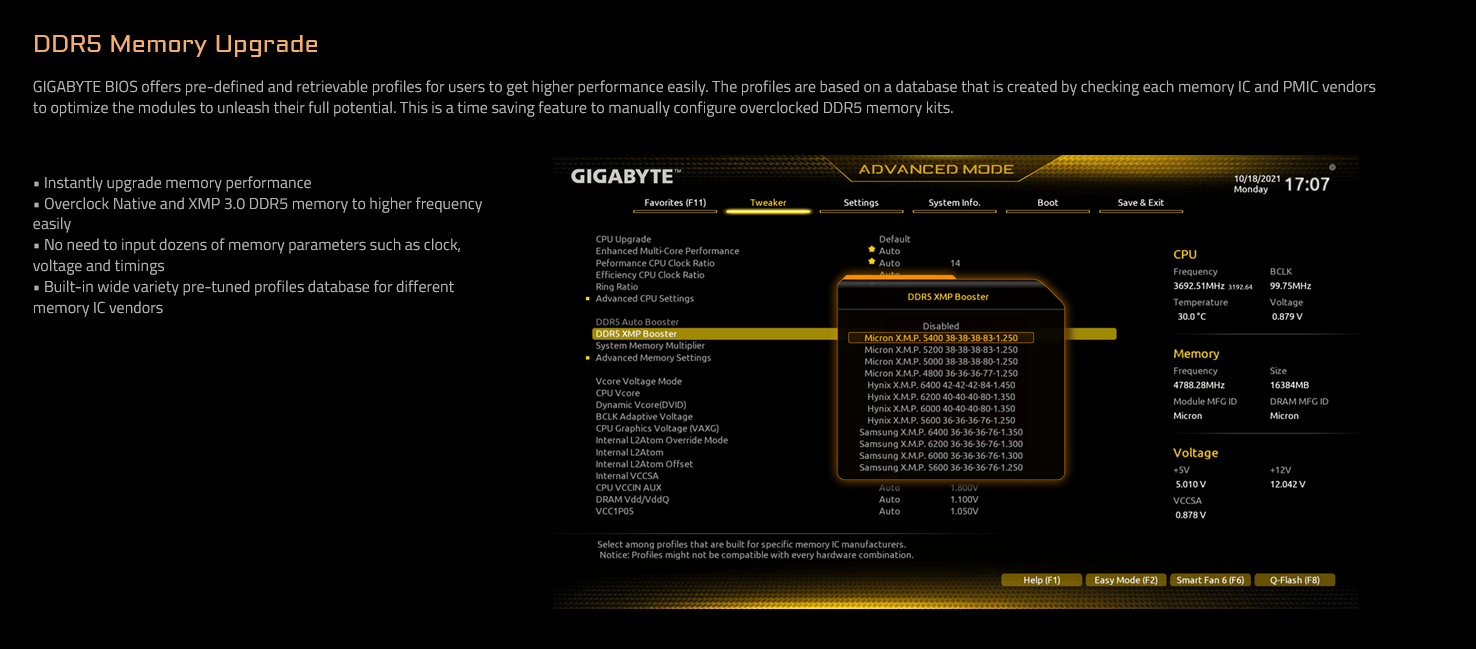 DDR5 Memory Upgrade
GIGABYTE BIOS offers pre-defined and retrievable profiles for users to get higher performance easily. The profiles are based on a database that is created by checking each memory IC and PMIC vendors
to optimize the modules to unleash their full potential. This is a time saving feature to manually configure overclocked DDR5 memory kits.
▪ Instantly upgrade memory performance
▪ Overclock Native and XMP 3.0 DDR5 memory to higher frequency
easily
▪ No need to input dozens of memory parameters such as clock,
voltage and timings
▪ Built-in wide variety pre-tuned profiles database for different
memory IC vendors
GIGABYTE™
ADVANCED MODE
10/18/2021
Monday
17:07
Favorites (F11) Tweaker Settings System Info. Boot Save & Exit
CPU Upgrade Default
Enhanced Multi-Core Performance Auto
Peformance CPU Clock Ratio Auto 14
Efficiency CPU Clock Ratio Auto
Ring Ratio
Advanced CPU Settings
DDR5 Auto Booster
DDR5 XMP Booster
System Memory Multiplier
Advanced Memory Settings
Vcore Voltage Mode
CPU Vcore
Dynamic Vcore(DVID)
BCLK Adaptive Voltage
CPU Graphics Voltage (VAXG)
Internal L2Atom Override Mode
Internal L2Atom
Internal L2Atom Offset
Internal VCCSA
CPU VCCIN AUX Auto 1.800V
DRAM Vdd/VddQ Auto 1.100V
VCC1P05 Auto 1.050V
DDR5 XMP Booster
Disabled
Micron X.M.P. 5400 38-38-38-83-1.250
Micron X.M.P. 5200 38-38-38-83-1.250
Micron X.M.P. 5000 38-38-38-80-1.250
Micron X.M.P. 4800 36-36-36-77-1.250
Hynix X.M.P. 6400 42-42-42-84-1.450
Hynix X.M.P. 6200 40-40-40-80-1.350
Hynix X.M.P. 6000 40-40-40-80-1.350
Hynix X.M.P. 5600 36-36-36-76-1.250
Samsung X.M.P. 6400 36-36-36-76-1.350
Samsung X.M.P. 6200 36-36-36-76-1.300
Samsung X.M.P. 6000 36-36-36-76-1.300
Samsung X.M.P. 5600 36-36-36-76-1.250
CPU
Frequency BCLK
3692.51MHz 3192.64 99.75MHz
Temperature Voltage
30.0 °C 0.879 V
Memory
Frequency Size
4788.28MHz 16384MB
Module MFG ID DRAM MFG ID
Micron Micron
Voltage
+5V +12V
5.010 V 12.042 V
VCCSA
0.878 V
Select among profiles that are built for specific memory IC manufacturers.
Notice: Profiles might not be compatible with every hardware combination.
Help (F1) Easy Mode (F2) Smart Fan 6 (F6) Q-Flash (F8)